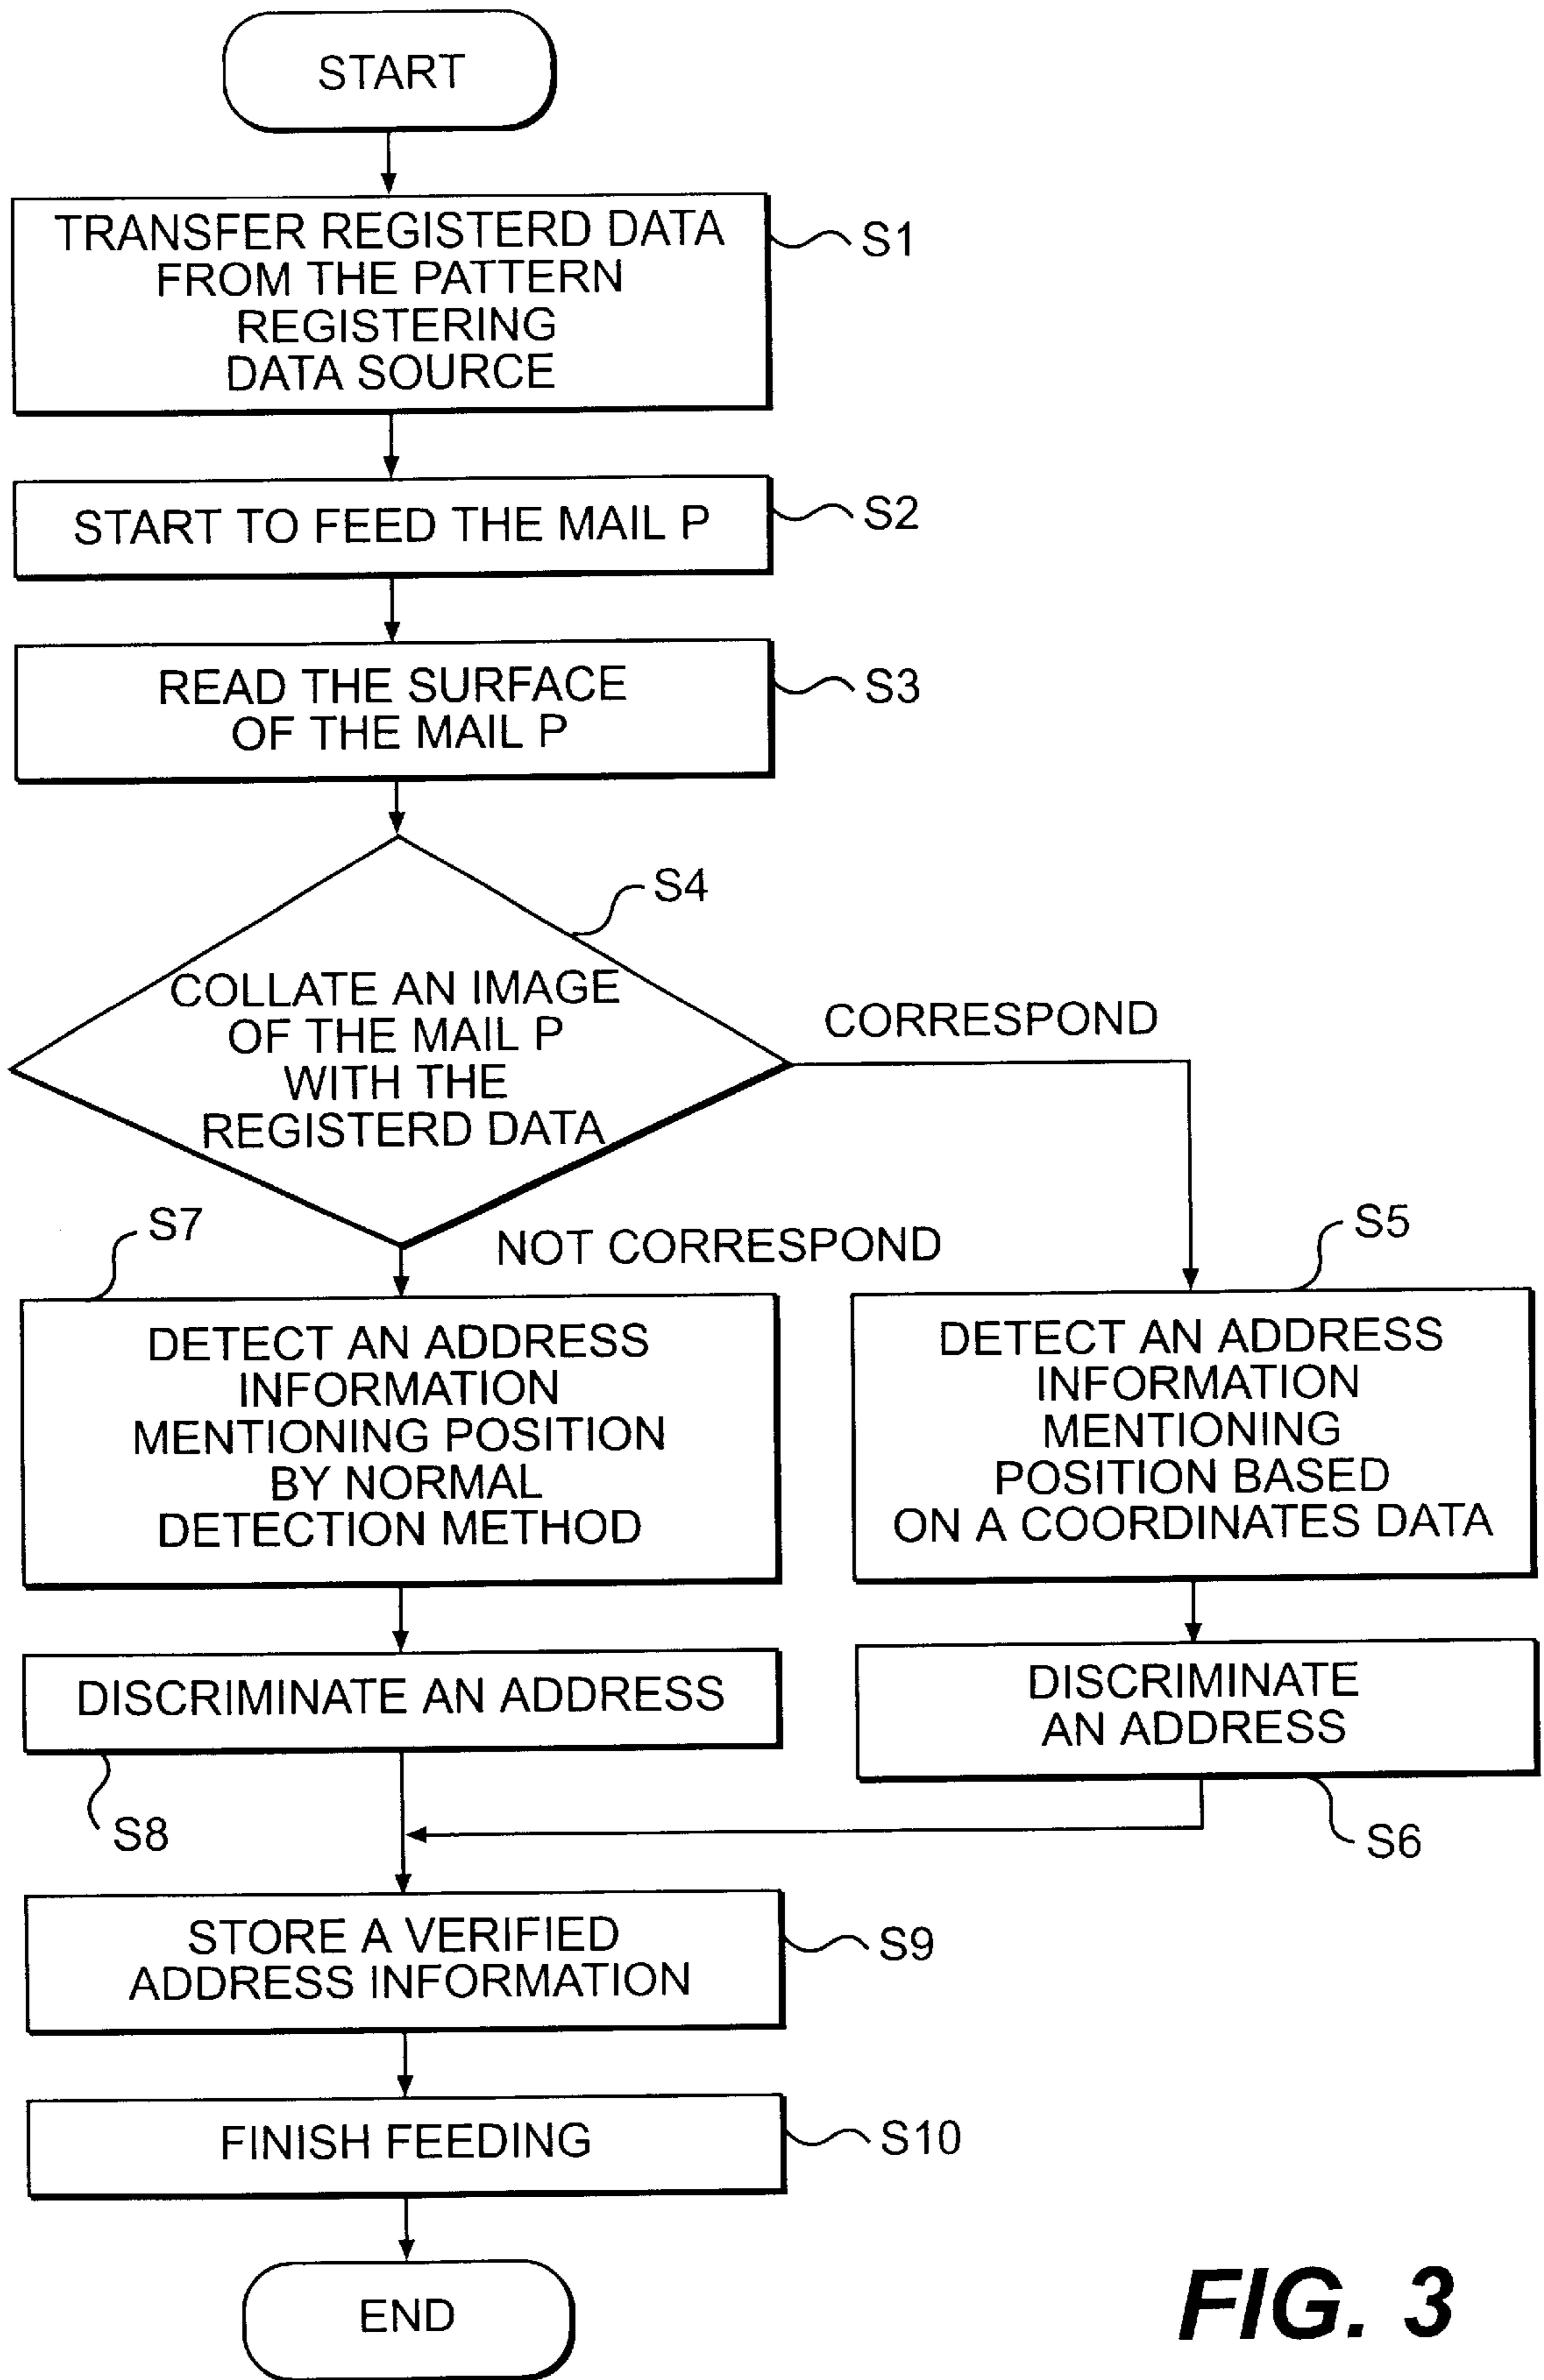 START
TRANSFER REGISTERD DATA
FROM THE PATTERN
REGISTERING
DATA SOURCE
S1
START TO FEED THE MAIL P
S2
READ THE SURFACE
OF THE MAIL P
S3
S4
COLLATE AN IMAGE
OF THE MAIL P
WITH THE
REGISTERD DATA
CORRESPOND
NOT CORRESPOND
S7
DETECT AN ADDRESS
INFORMATION
MENTIONING POSITION
BY NORMAL
DETECTION METHOD
S5
DETECT AN ADDRESS
INFORMATION
MENTIONING
POSITION BASED
ON A COORDINATES DATA
DISCRIMINATE AN ADDRESS
S8
DISCRIMINATE
AN ADDRESS
S6
STORE A VERIFIED
ADDRESS INFORMATION
S9
FINISH FEEDING
S10
END
FIG. 3